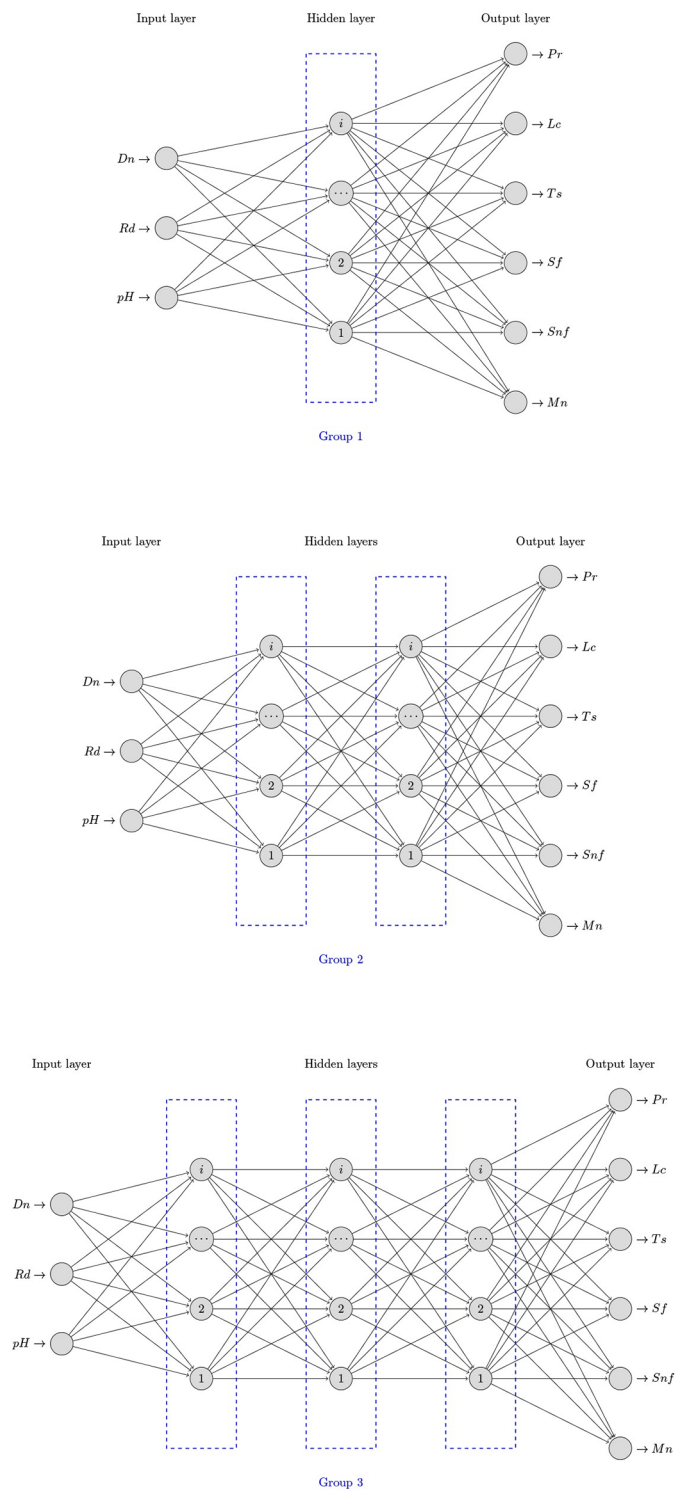 Input layer Hidden layer Output layer
→ Pr
i → Lc
Dn →
⋯ → Ts
Rd →
2 → Sf
pH →
1 → Snf
→ Mn
Group 1
Input layer Hidden layers Output layer
→ Pr
i i → Lc
Dn →
⋯ ⋯ → Ts
Rd →
2 2 → Sf
pH →
1 1 → Snf
→ Mn
Group 2
Input layer Hidden layers Output layer
→ Pr
i i i → Lc
Dn →
⋯ ⋯ ⋯ → Ts
Rd →
2 2 2 → Sf
pH →
1 1 1 → Snf
→ Mn
Group 3